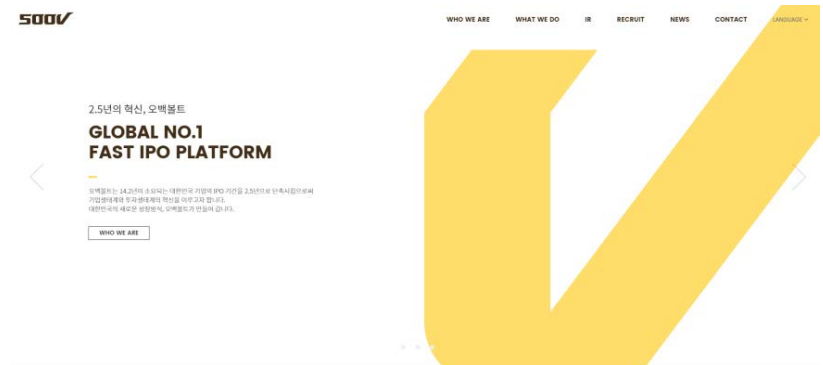 500V
WHO WE ARE
WHAT WE DO
IR
RECRUIT
NEWS
CONTACT
LANGUAGE
2.5년의 혁신, 오백볼트
GLOBAL NO.1
FAST IPO PLATFORM
오백볼트는 14.2년이 소요되는 대한민국 기업의 IPO 기간을 2.5년으로 단축시킴으로써
기업생태계와 투자생태계의 혁신을 이루고자 합니다.
대한민국의 새로운 성장방식, 오백볼트가 만들어 갑니다.
WHO WE ARE